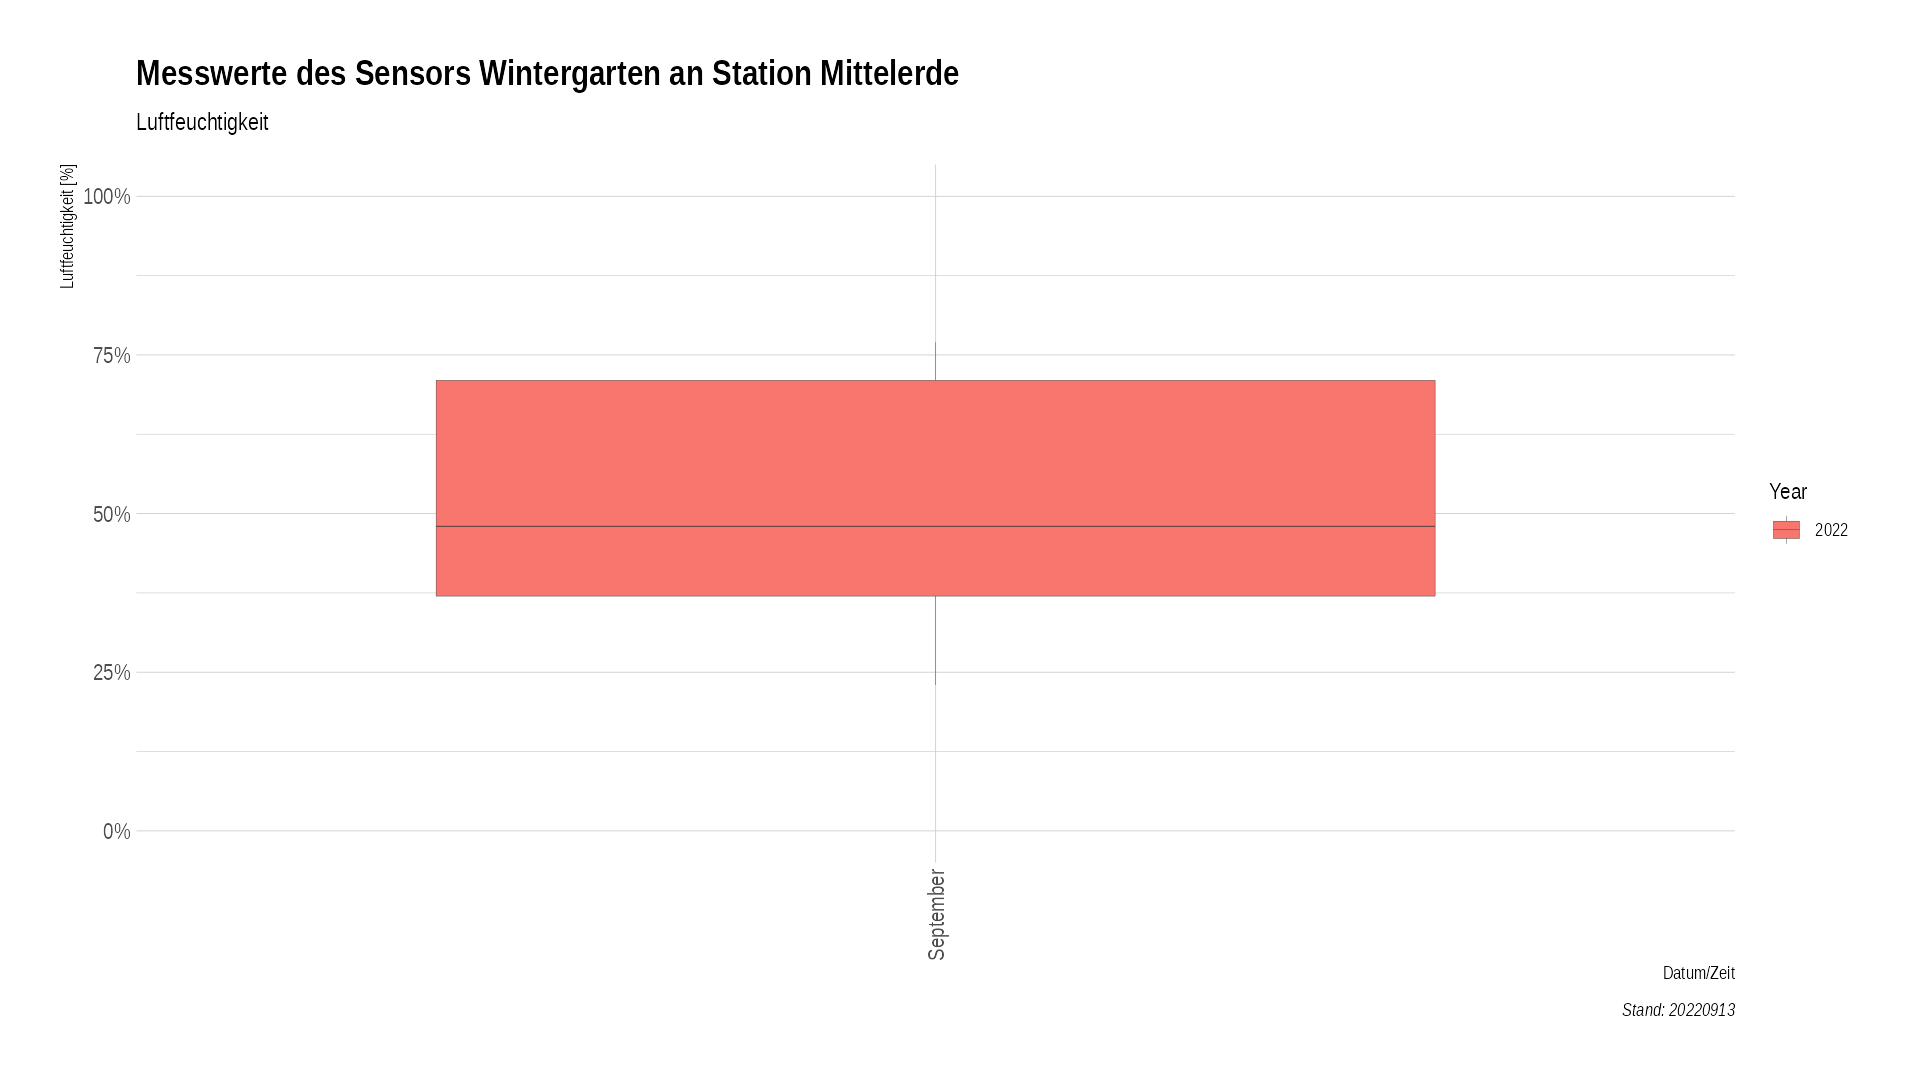 Messwerte des Sensors Wintergarten an Station Mittelerde
Luftfeuchtigkeit
Luftfeuchtigkeit [%]
100%
75%
50%
25%
0%
September
Datum/Zeit
Stand: 20220913
Year
2022